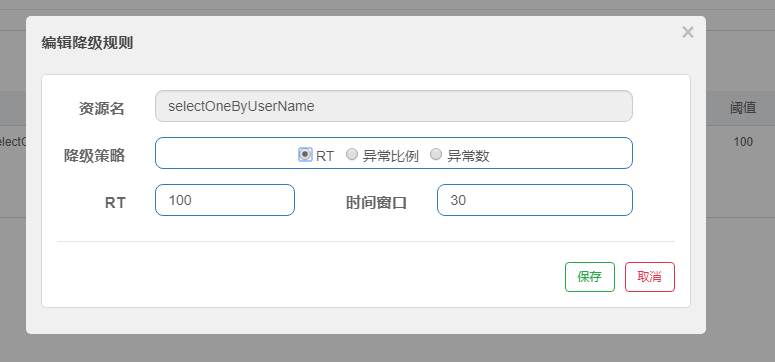 编辑降级规则 ×
资源名 selectOneByUserName
阈值
降级策略 RT 异常比例 异常数
electO
100
RT 100 时间窗口 30
保存 取消